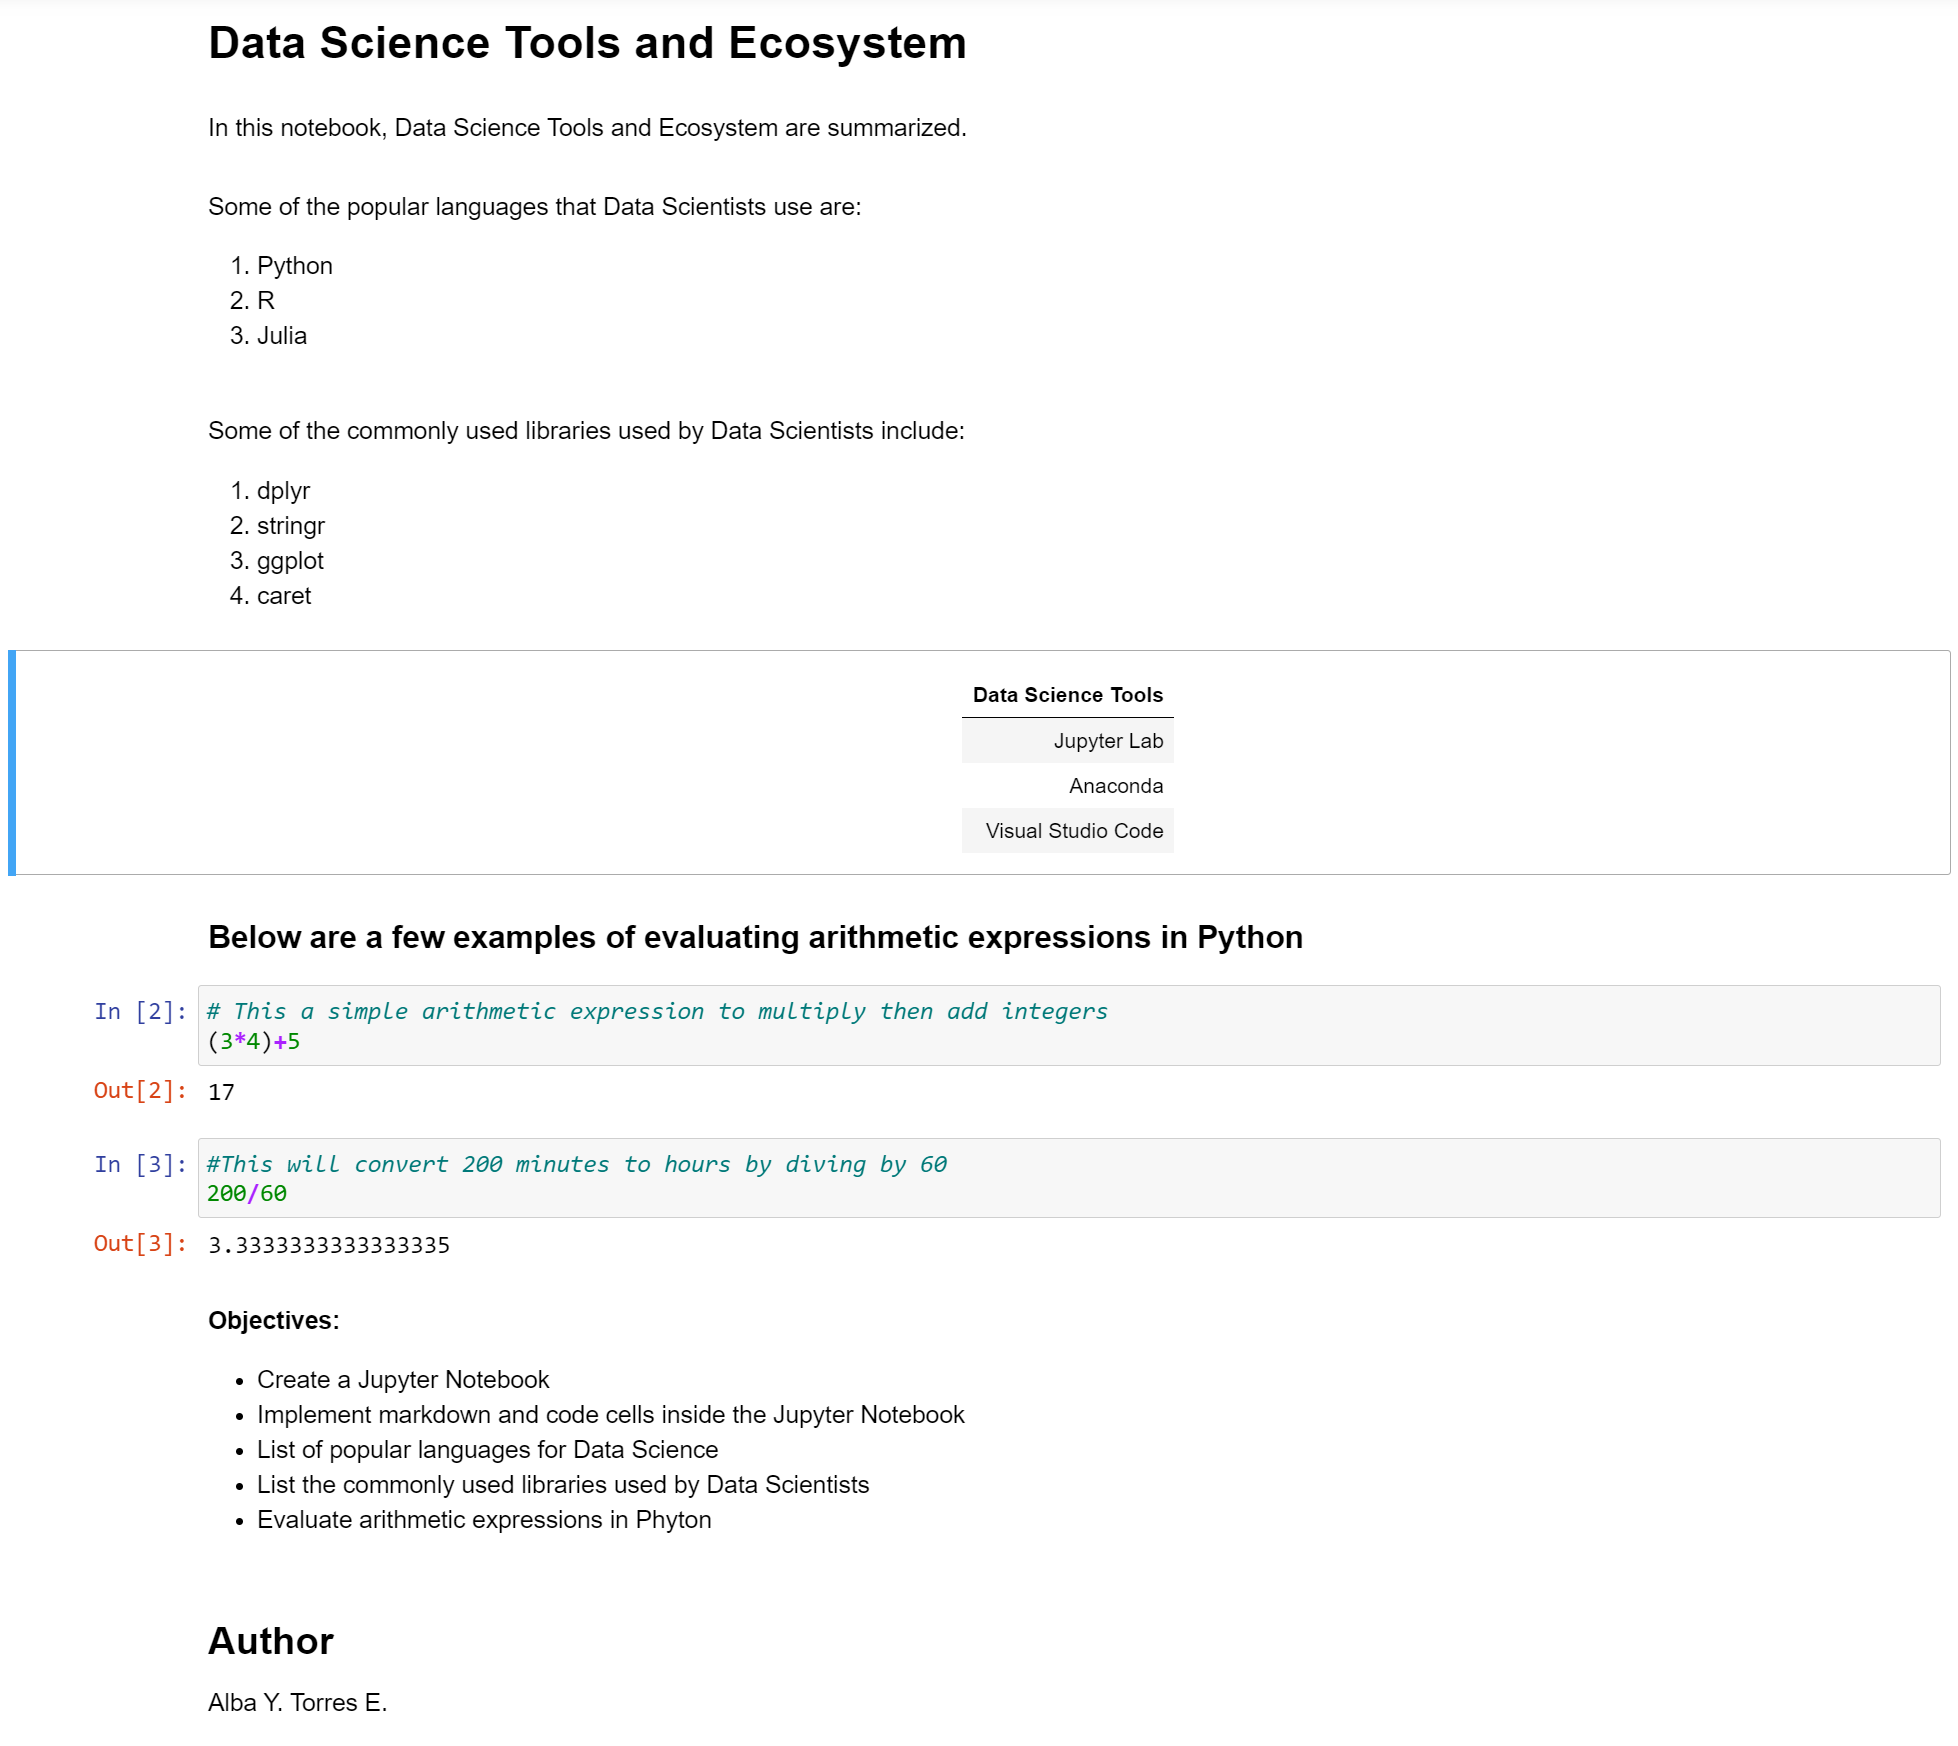 Data Science Tools and Ecosystem
In this notebook, Data Science Tools and Ecosystem are summarized.
Some of the popular languages that Data Scientists use are:
1. Python
2. R
3. Julia
Some of the commonly used libraries used by Data Scientists include:
1. dplyr
2. stringr
3. ggplot
4. caret
Data Science Tools
Jupyter Lab
Anaconda
Visual Studio Code
Below are a few examples of evaluating arithmetic expressions in Python
In [2]: # This a simple arithmetic expression to multiply then add integers
(3*4)+5
Out[2]: 17
In [3]: #This will convert 200 minutes to hours by diving by 60
200/60
Out[3]: 3.3333333333333335
Objectives:
• Create a Jupyter Notebook
• Implement markdown and code cells inside the Jupyter Notebook
• List of popular languages for Data Science
• List the commonly used libraries used by Data Scientists
• Evaluate arithmetic expressions in Phyton
Author
Alba Y. Torres E.